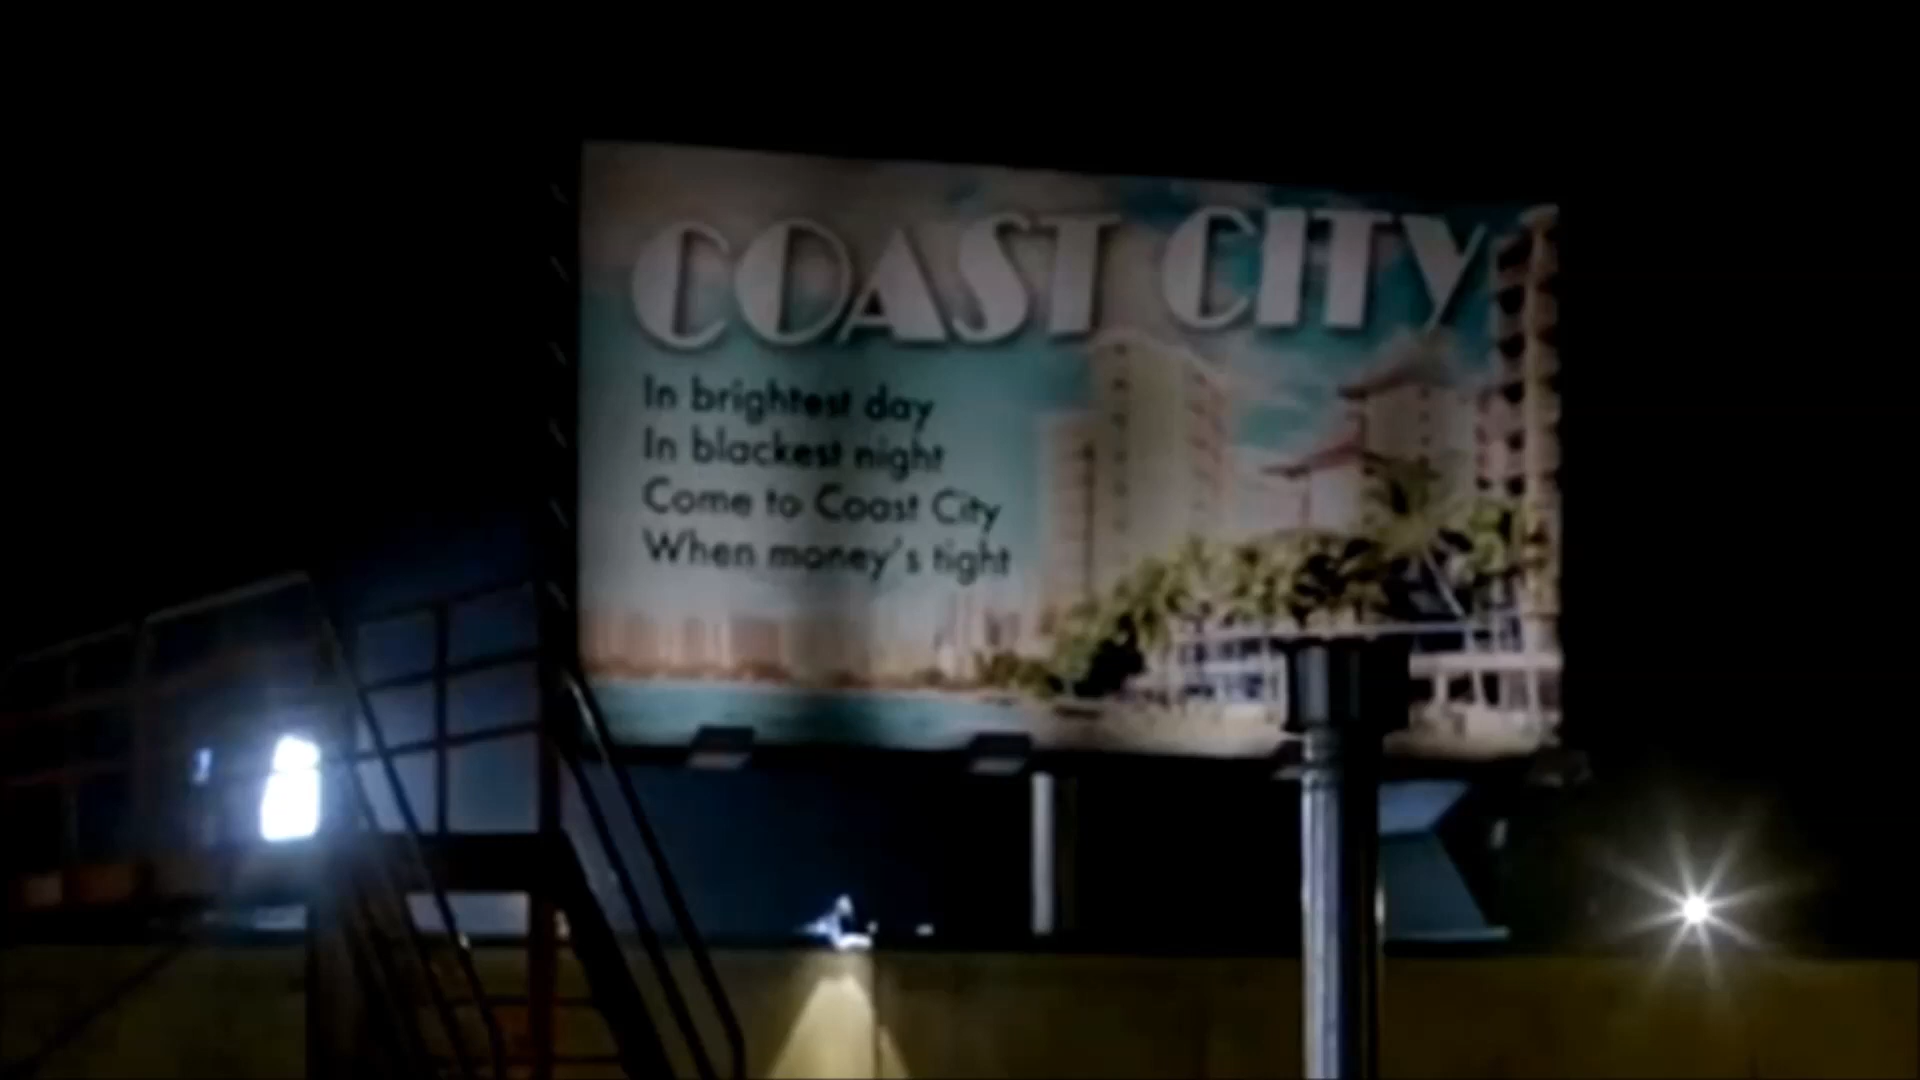 COAST CITY
In brightest day
In blackest night
Come to Coast City
When money's tight